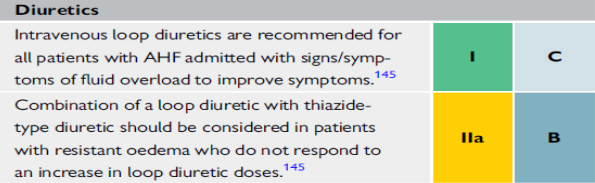 Diuretics
Intravenous loop diuretics are recommended for
all patients with AHF admitted with signs/symp-
toms of fluid overload to improve symptoms.145
I
C
Combination of a loop diuretic with thiazide-
type diuretic should be considered in patients
with resistant oedema who do not respond to
an increase in loop diuretic doses.145
IIa
B